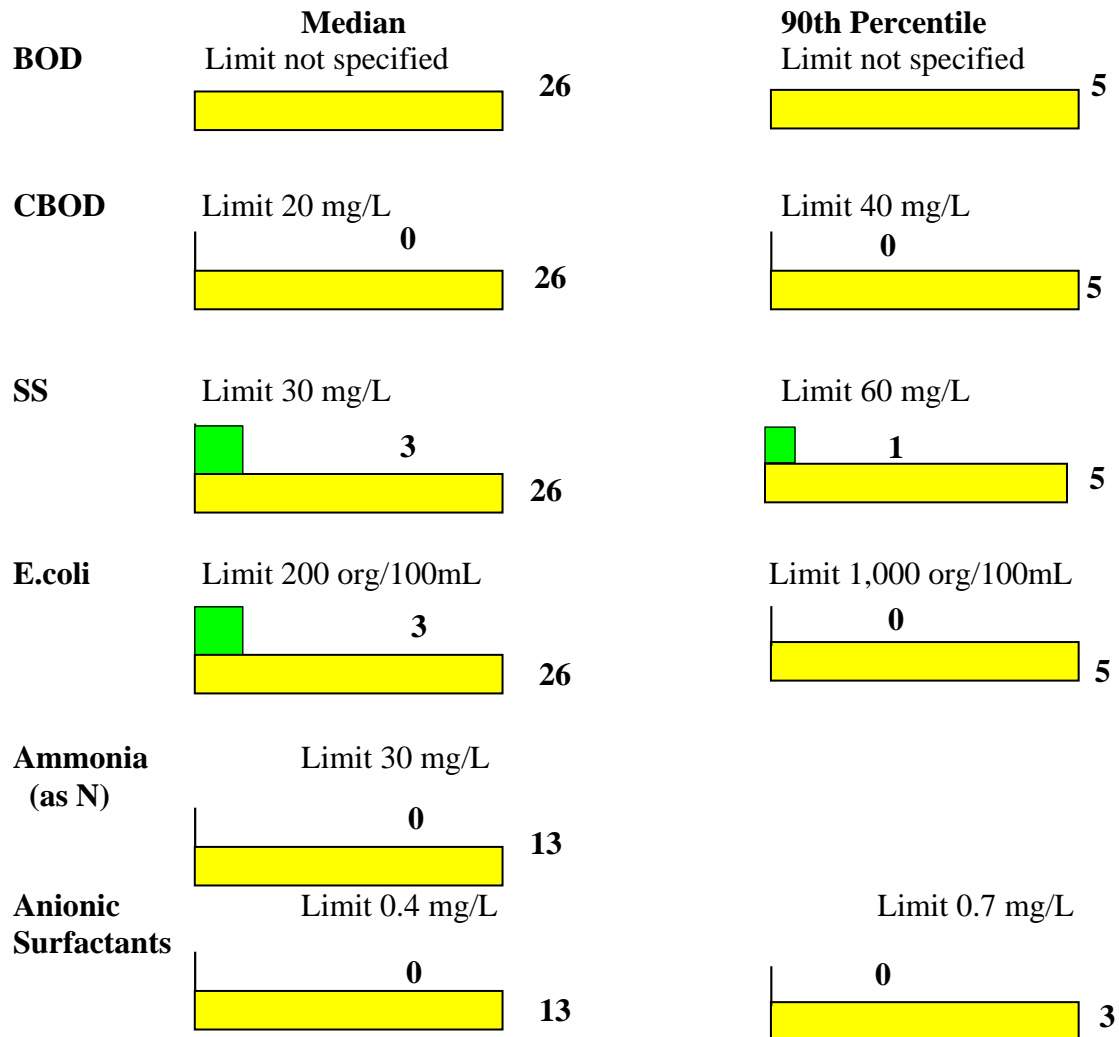 Median 90th Percentile
BOD Limit not specified Limit not specified
26 5
CBOD Limit 20 mg/L Limit 40 mg/L
0 0
26 5
SS Limit 30 mg/L Limit 60 mg/L
3 1
26 5
E.coli Limit 200 org/100mL Limit 1,000 org/100mL
3 0
26 5
Ammonia Limit 30 mg/L
(as N)
0
13
Anionic Limit 0.4 mg/L Limit 0.7 mg/L
Surfactants
0 0
13 3